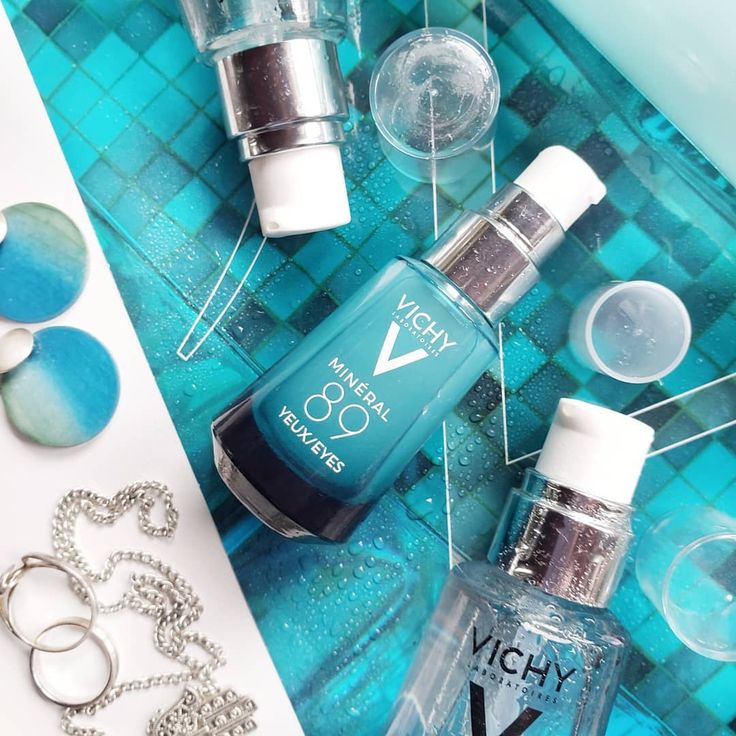 VICHY
LABORATOIRES
V
MINÉRAL
89
YEUX/EYES
VICHY
LABORATOIRES
V